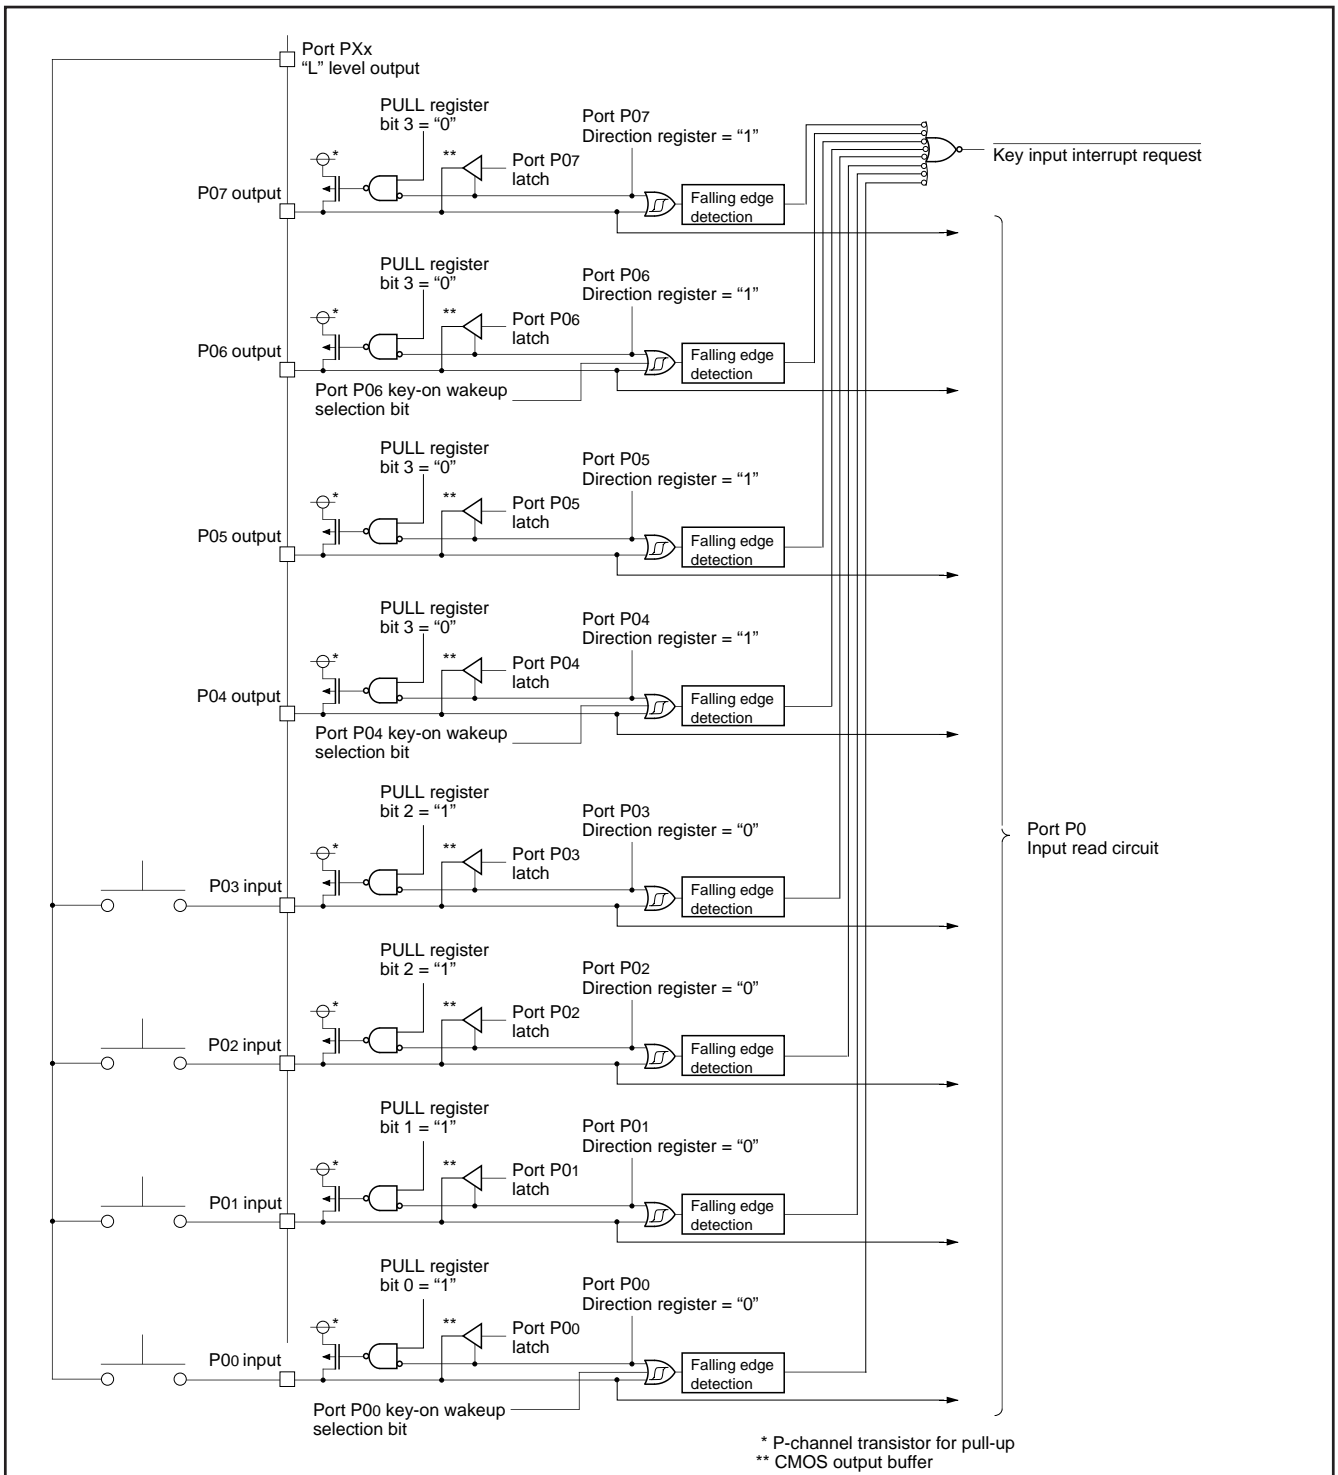 Port PXx
“L” level output
PULL register
bit 3 = “0”
Port P07
Direction register = “1”
*
**
Port P07
latch
Key input interrupt request
P07 output
Falling edge
detection
PULL register
bit 3 = “0”
Port P06
Direction register = “1”
*
**
Port P06
latch
P06 output
Falling edge
detection
Port P06 key-on wakeup
selection bit
PULL register
bit 3 = “0”
Port P05
Direction register = “1”
*
**
Port P05
latch
P05 output
Falling edge
detection
PULL register
bit 3 = “0”
Port P04
Direction register = “1”
*
**
Port P04
latch
P04 output
Falling edge
detection
Port P04 key-on wakeup
selection bit
PULL register
bit 2 = “1”
Port P03
Direction register = “0”
Port P0
Input read circuit
*
**
Port P03
latch
P03 input
Falling edge
detection
PULL register
bit 2 = “1”
Port P02
Direction register = “0”
*
**
Port P02
latch
P02 input
Falling edge
detection
PULL register
bit 1 = “1”
Port P01
Direction register = “0”
*
**
Port P01
latch
P01 input
Falling edge
detection
PULL register
bit 0 = “1”
Port P00
Direction register = “0”
*
**
Port P00
latch
P00 input
Falling edge
detection
Port P00 key-on wakeup
selection bit
* P-channel transistor for pull-up
** CMOS output buffer